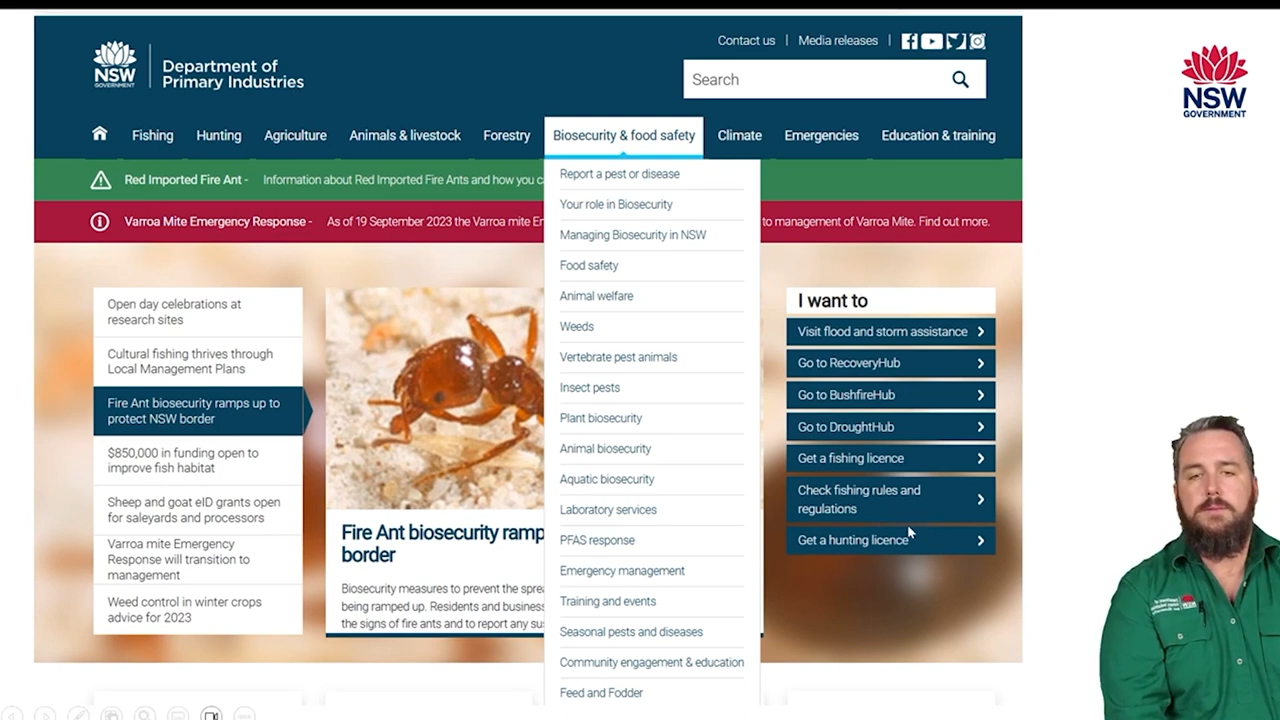 Contact us | Media releases |
NSW
GOVERNMENT
Department of
Primary Industries
Search
NSW
GOVERNMENT
Fishing Hunting Agriculture Animals & livestock Forestry Biosecurity & food safety Climate Emergencies Education & training
Red Imported Fire Ant - Information about Red Imported Fire Ants and how you c
Varroa Mite Emergency Response - As of 19 September 2023 the Varroa mite En
to management of Varroa Mite. Find out more.
Report a pest or disease
Your role in Biosecurity
Managing Biosecurity in NSW
Food safety
Animal welfare
Weeds
Vertebrate pest animals
Insect pests
Plant biosecurity
Animal biosecurity
Aquatic biosecurity
Laboratory services
PFAS response
Emergency management
Training and events
Seasonal pests and diseases
Community engagement & education
Feed and Fodder
Open day celebrations at
research sites
Cultural fishing thrives through
Local Management Plans
Fire Ant biosecurity ramps up to
protect NSW border
$850,000 in funding open to
improve fish habitat
Sheep and goat eID grants open
for saleyards and processors
Varroa mite Emergency
Response will transition to
management
Weed control in winter crops
advice for 2023
Fire Ant biosecurity ramp
border
Biosecurity measures to prevent the sprea
being ramped up. Residents and business
the signs of fire ants and to report any sus
I want to
Visit flood and storm assistance
Go to RecoveryHub
Go to BushfireHub
Go to DroughtHub
Get a fishing licence
Check fishing rules and
regulations
Get a hunting licence